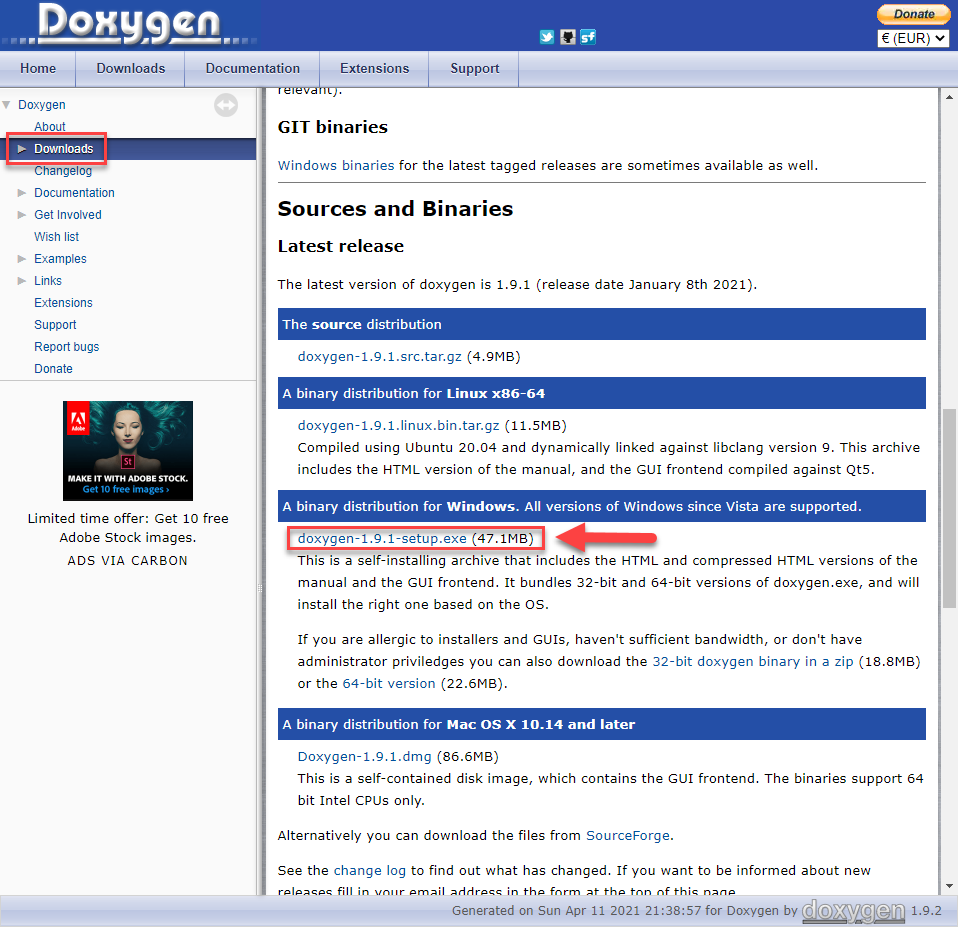 Doxygen
Donate
€ (EUR)
Home
Downloads
Documentation
Extensions
Support
Doxygen
About
Downloads
Changelog
Documentation
Get Involved
Wish list
Examples
Links
Extensions
Support
Report bugs
Donate
Adobe
St
MAKE IT WITH ADOBE STOCK.
Get 10 free images ›
Limited time offer: Get 10 free
Adobe Stock images.
ADS VIA CARBON
relevant).
GIT binaries
Windows binaries for the latest tagged releases are sometimes available as well.
Sources and Binaries
Latest release
The latest version of doxygen is 1.9.1 (release date January 8th 2021).
The source distribution
doxygen-1.9.1.src.tar.gz (4.9MB)
A binary distribution for Linux x86-64
doxygen-1.9.1.linux.bin.tar.gz (11.5MB)
Compiled using Ubuntu 20.04 and dynamically linked against libclang version 9. This archive
includes the HTML version of the manual, and the GUI frontend compiled against Qt5.
A binary distribution for Windows. All versions of Windows since Vista are supported.
doxygen-1.9.1-setup.exe (47.1MB)
This is a self-installing archive that includes the HTML and compressed HTML versions of the
manual and the GUI frontend. It bundles 32-bit and 64-bit versions of doxygen.exe, and will
install the right one based on the OS.
If you are allergic to installers and GUIs, haven't sufficient bandwidth, or don't have
administrator priviledges you can also download the 32-bit doxygen binary in a zip (18.8MB)
or the 64-bit version (22.6MB).
A binary distribution for Mac OS X 10.14 and later
Doxygen-1.9.1.dmg (86.6MB)
This is a self-contained disk image, which contains the GUI frontend. The binaries support 64
bit Intel CPUs only.
Alternatively you can download the files from SourceForge.
See the change log to find out what has changed. If you want to be informed about new
releases fill in your email address in the form at the top of this page.
Generated on Sun Apr 11 2021 21:38:57 for Doxygen by doxygen 1.9.2